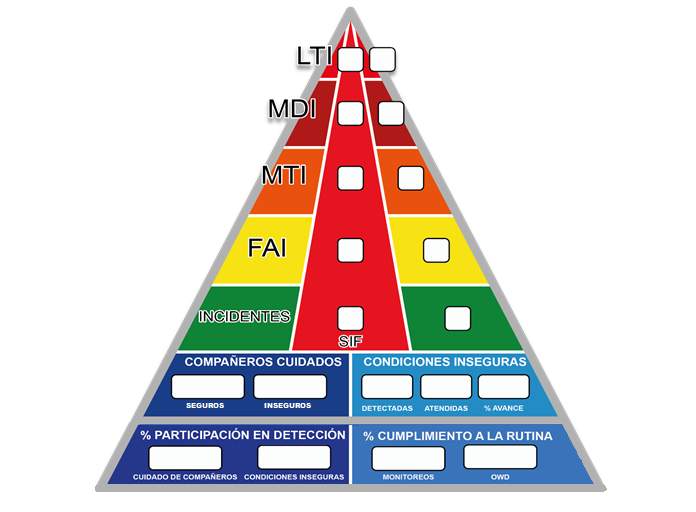 LTI
MDI
MTI
FAI
INCIDENTES
SIF
COMPAÑEROS CUIDADOS
CONDICIONES INSEGURAS
SEGUROS
INSEGUROS
DETECTADAS
ATENDIDAS
% AVANCE
% PARTICIPACIÓN EN DETECCIÓN
% CUMPLIMIENTO A LA RUTINA
CUIDADO DE COMPAÑEROS
CONDICIONES INSEGURAS
MONITOREOS
OWD